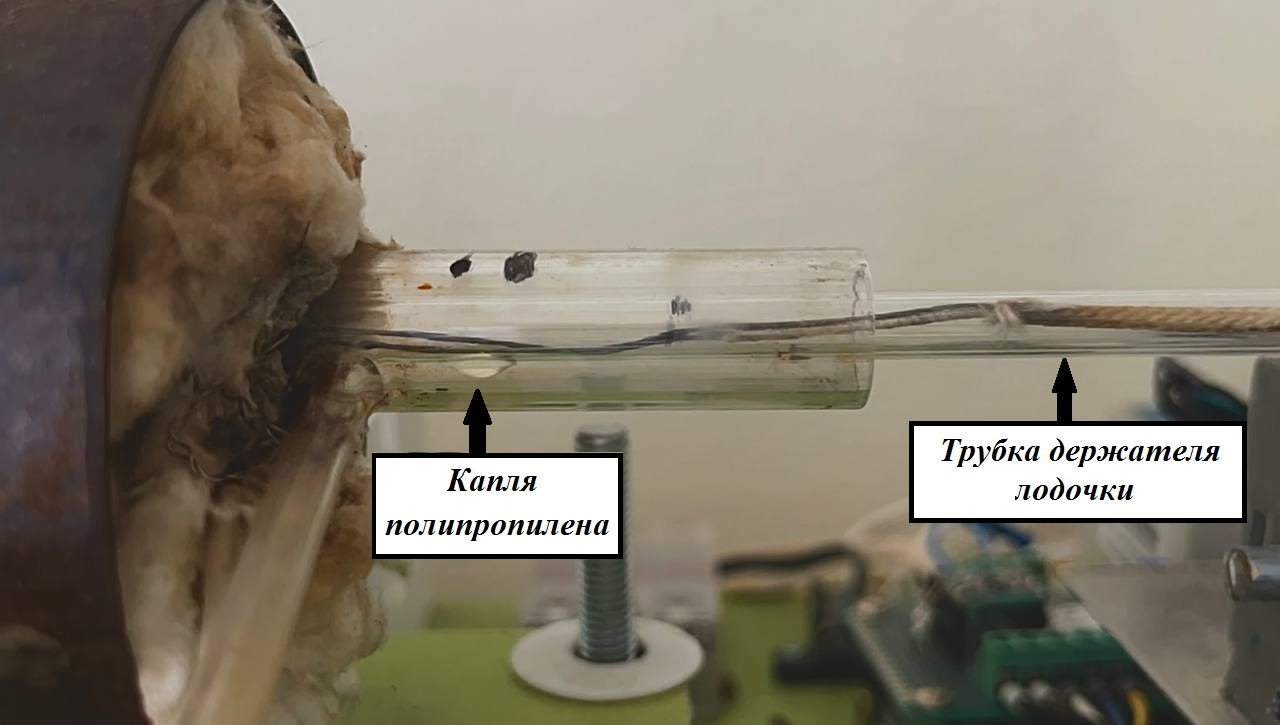 Капля
полипропилена
Трубка держателя
лодочки